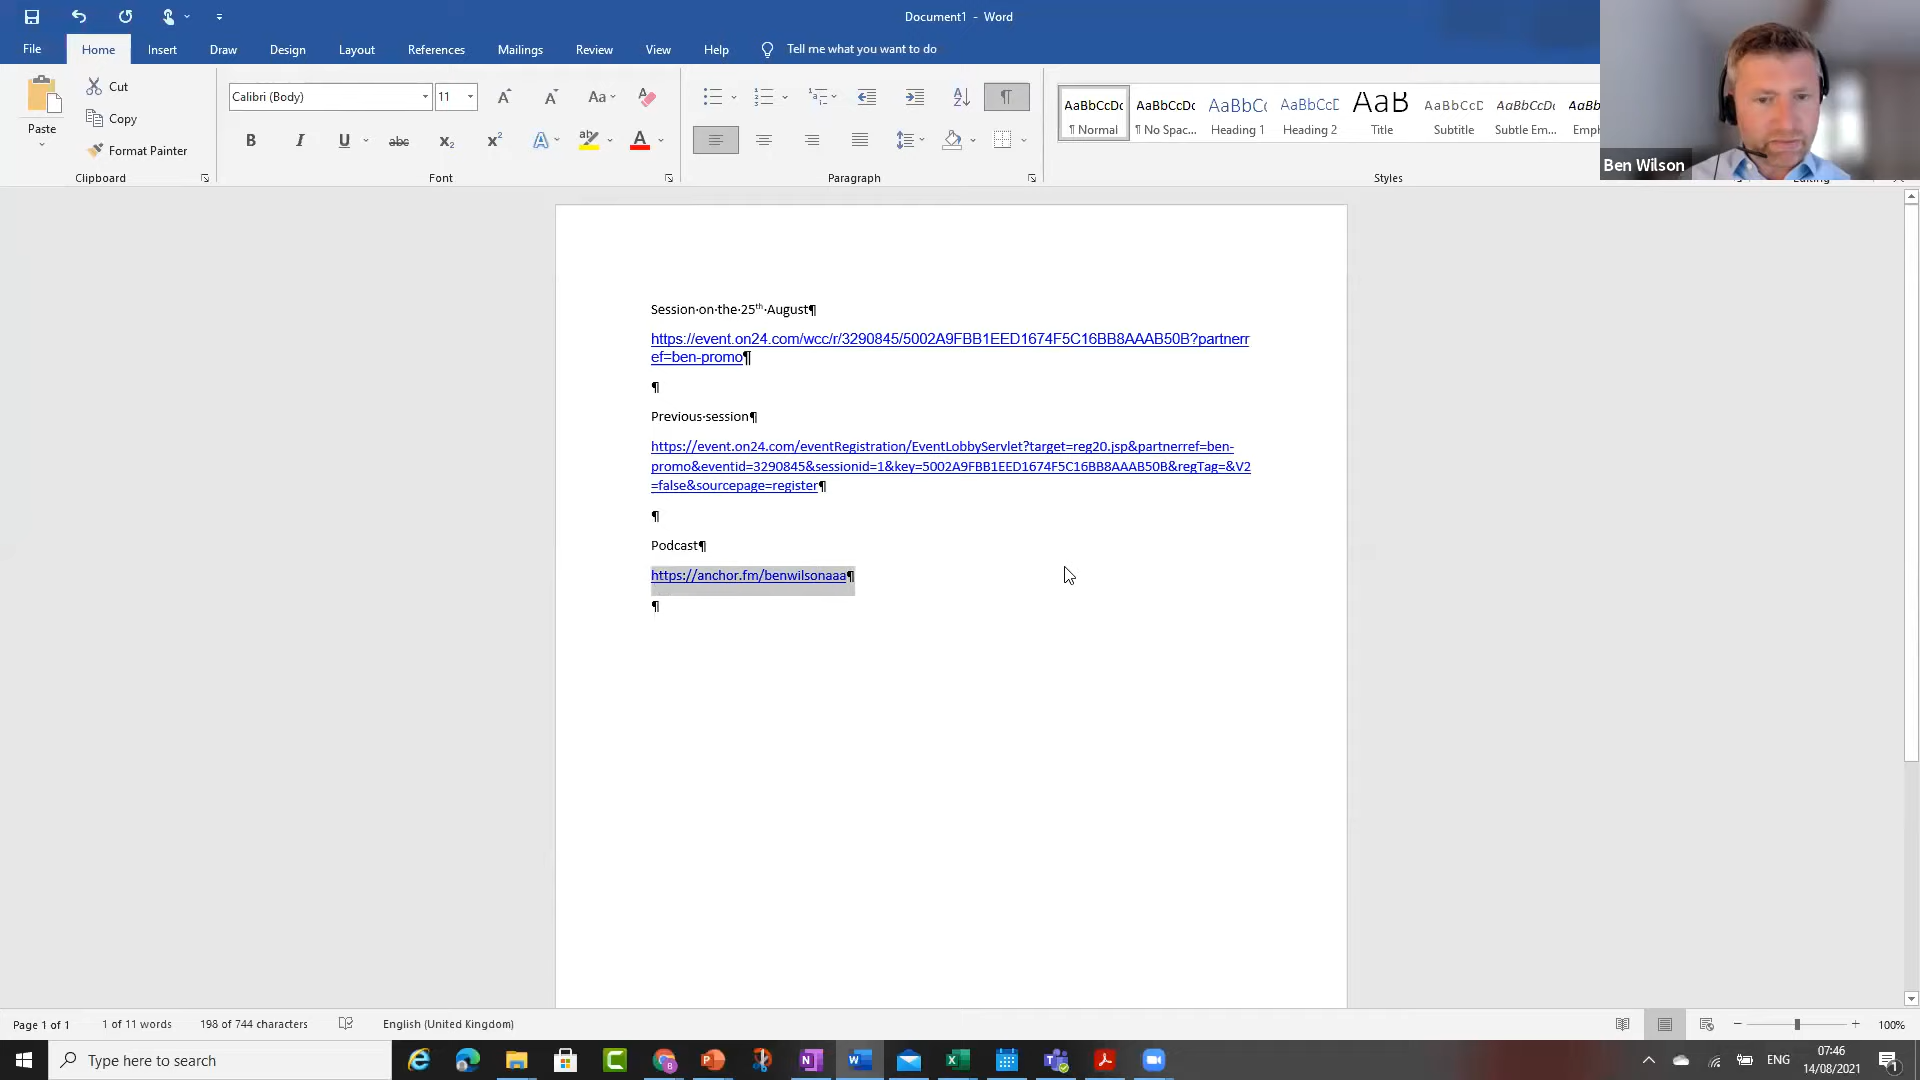 Document1 - Word
File Home Insert Draw Design Layout References Mailings Review View Help Tell me what you want to do
Paste
Cut
Copy
Format Painter
Clipboard
Calibri (Body) 11
Font
Paragraph
AaBbCcDc AaBbCcDc AaBbC( AaBbCcD AaB AaBbCcD AaBbCcDc
¶ Normal ¶ No Spac... Heading 1 Heading 2 Title Subtitle Subtle Em...
Styles
Ben Wilson
Session·on·the·25th·August¶
https://event.on24.com/wcc/r/3290845/5002A9FBB1EED1674F5C16BB8AAAB50B?partnerr
ef=ben-promo¶
¶
Previous·session¶
https://event.on24.com/eventRegistration/EventLobbyServlet?target=reg20.jsp&partnerref=ben-
promo&eventid=3290845&sessionid=1&key=5002A9FBB1EED1674F5C16BB8AAAB50B&regTag=&V2
=false&sourcepage=register¶
¶
Podcast¶
https://anchor.fm/benwilsonaaa¶
¶
Page 1 of 1 1 of 11 words 198 of 744 characters English (United Kingdom) 100%
Type here to search
ENG
07:46
14/08/2021